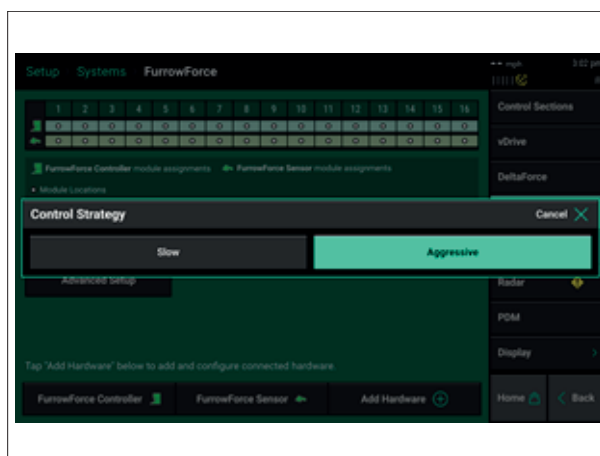 Setup Systems FurrowForce
-- mph 3:02 pm
1 2 3 4 5 6 7 8 9 10 11 12 13 14 15 16
FurrowForce Controller module assignments FurrowForce Sensor module assignments
• Module Locations
Control Sections
vDrive
DeltaForce
Control Strategy Cancel
Slow Aggressive
Advanced Setup
Radar
PDM
Display
Tap "Add Hardware" below to add and configure connected hardware.
FurrowForce Controller FurrowForce Sensor Add Hardware
Home Back